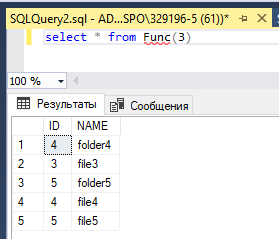 SQLQuery2.sql - AD...SPO\329196-5 (61))*
select * from Func(3)
100 %
Результаты Сообщения
ID NAME
1 4 folder4
2 3 file3
3 5 folder5
4 4 file4
5 5 file5